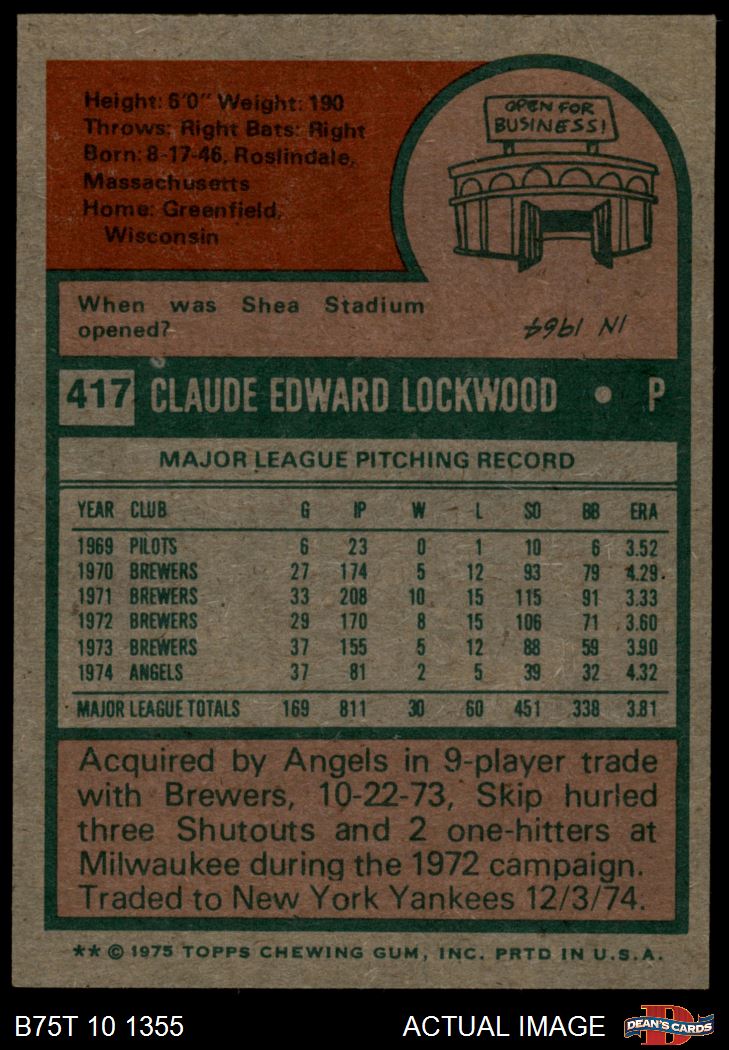 Height: 6'0" Weight: 190
Throws: Right Bats: Right
Born: 8-17-46, Roslindale,
Massachusetts
Home: Greenfield,
Wisconsin
OPEN FOR
BUSINESS!
When was Shea Stadium
opened?
IN 1964
417 CLAUDE EDWARD LOCKWOOD • P
MAJOR LEAGUE PITCHING RECORD
YEAR CLUB G IP W L SO BB ERA
1969 PILOTS 6 23 0 1 10 6 3.52
1970 BREWERS 27 174 5 12 93 79 4.29
1971 BREWERS 33 208 10 15 115 91 3.33
1972 BREWERS 29 170 8 15 106 71 3.60
1973 BREWERS 37 155 5 12 88 59 3.90
1974 ANGELS 37 81 2 5 39 32 4.32
MAJOR LEAGUE TOTALS 169 811 30 60 451 338 3.81
Acquired by Angels in 9-player trade
with Brewers, 10-22-73, Skip hurled
three Shutouts and 2 one-hitters at
Milwaukee during the 1972 campaign.
Traded to New York Yankees 12/3/74.
** © 1975 TOPPS CHEWING GUM, INC. PRTD IN U.S.A.
B75T 10 1355 ACTUAL IMAGE DEAN'S CARDS